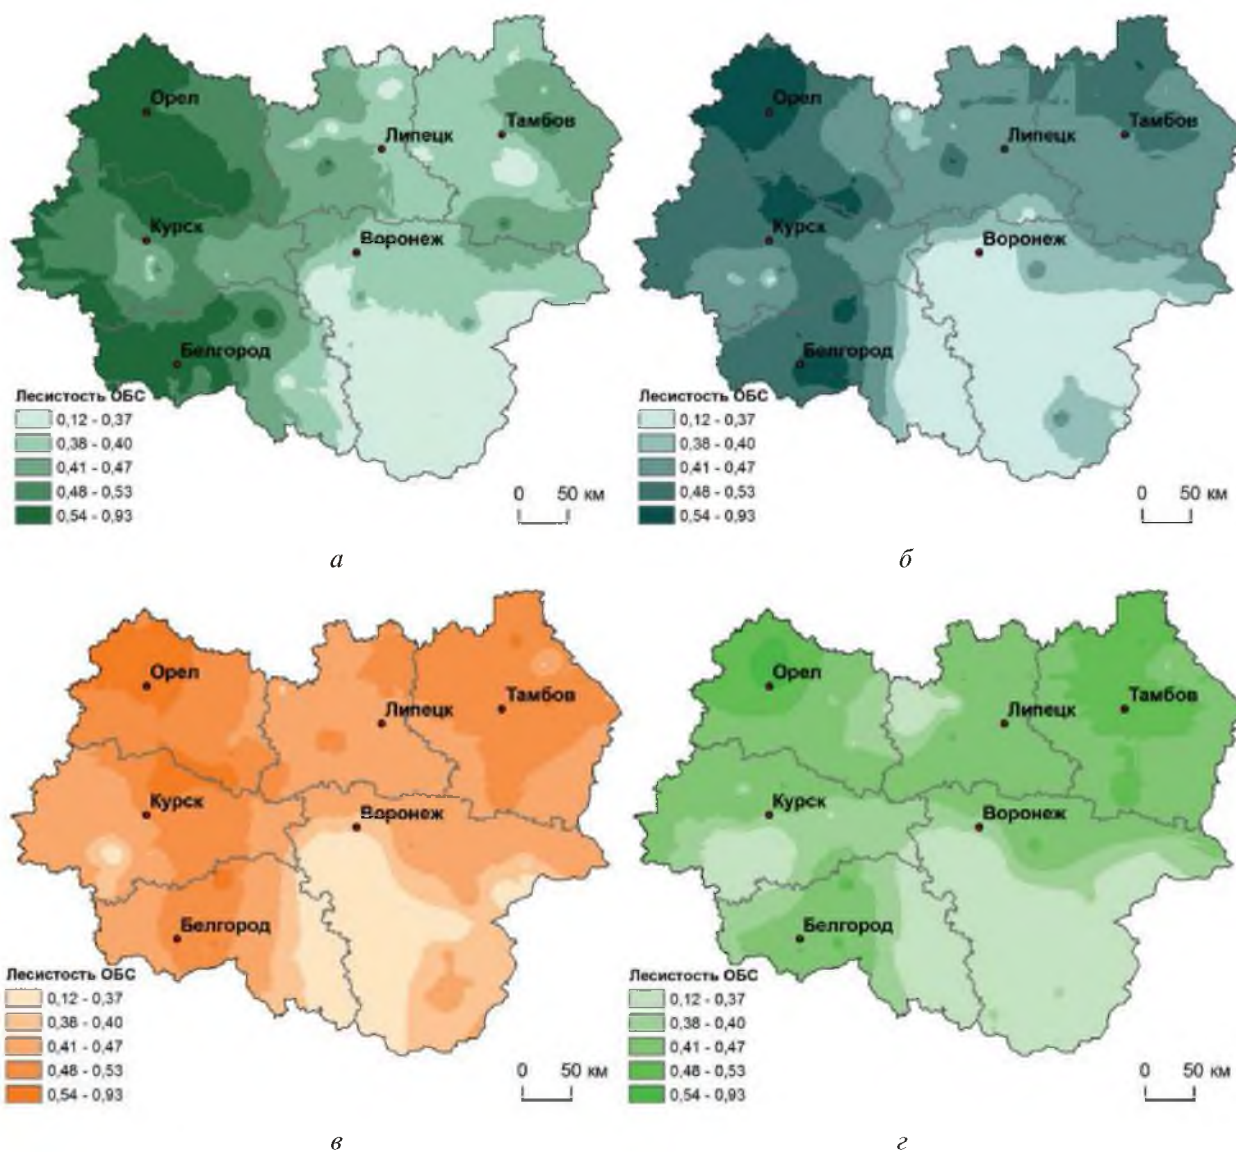 Орел
Липецк
Тамбов
Курск
Воронеж
Белгород
Лесистость ОБС
0,12 - 0,37
0,38 - 0,40
0,41 - 0,47
0,48 - 0,53
0,54 - 0,93
0 50 км
а
Орел
Липецк
Тамбов
Курск
Воронеж
Белгород
Лесистость ОБС
0,12 - 0,37
0,38 - 0,40
0,41 - 0,47
0,48 - 0,53
0,54 - 0,93
0 50 км
б
Орел
Липецк
Тамбов
Курск
Воронеж
Белгород
Лесистость ОБС
0,12 - 0,37
0,38 - 0,40
0,41 - 0,47
0,48 - 0,53
0,54 - 0,93
0 50 км
в
Орел
Липецк
Тамбов
Курск
Воронеж
Белгород
Лесистость ОБС
0,12 - 0,37
0,38 - 0,40
0,41 - 0,47
0,48 - 0,53
0,54 - 0,93
0 50 км
г